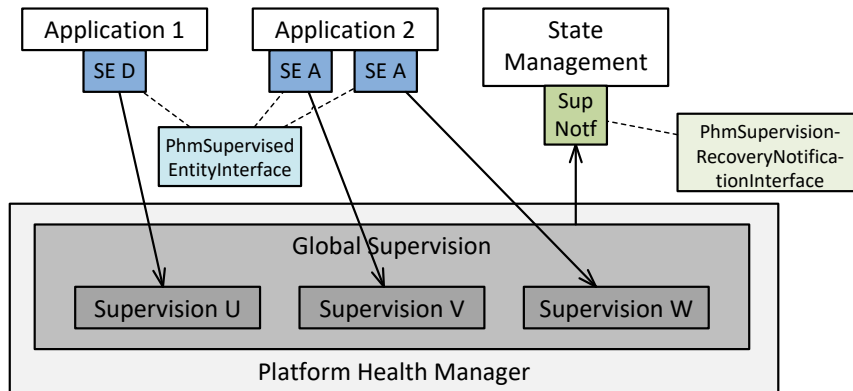 Application 1
Application 2
State
Management
SE D
SE A
SE A
Sup
Notf
PhmSupervised
EntityInterface
PhmSupervision-
RecoveryNotifica-
tionInterface
Global Supervision
Supervision U
Supervision V
Supervision W
Platform Health Manager